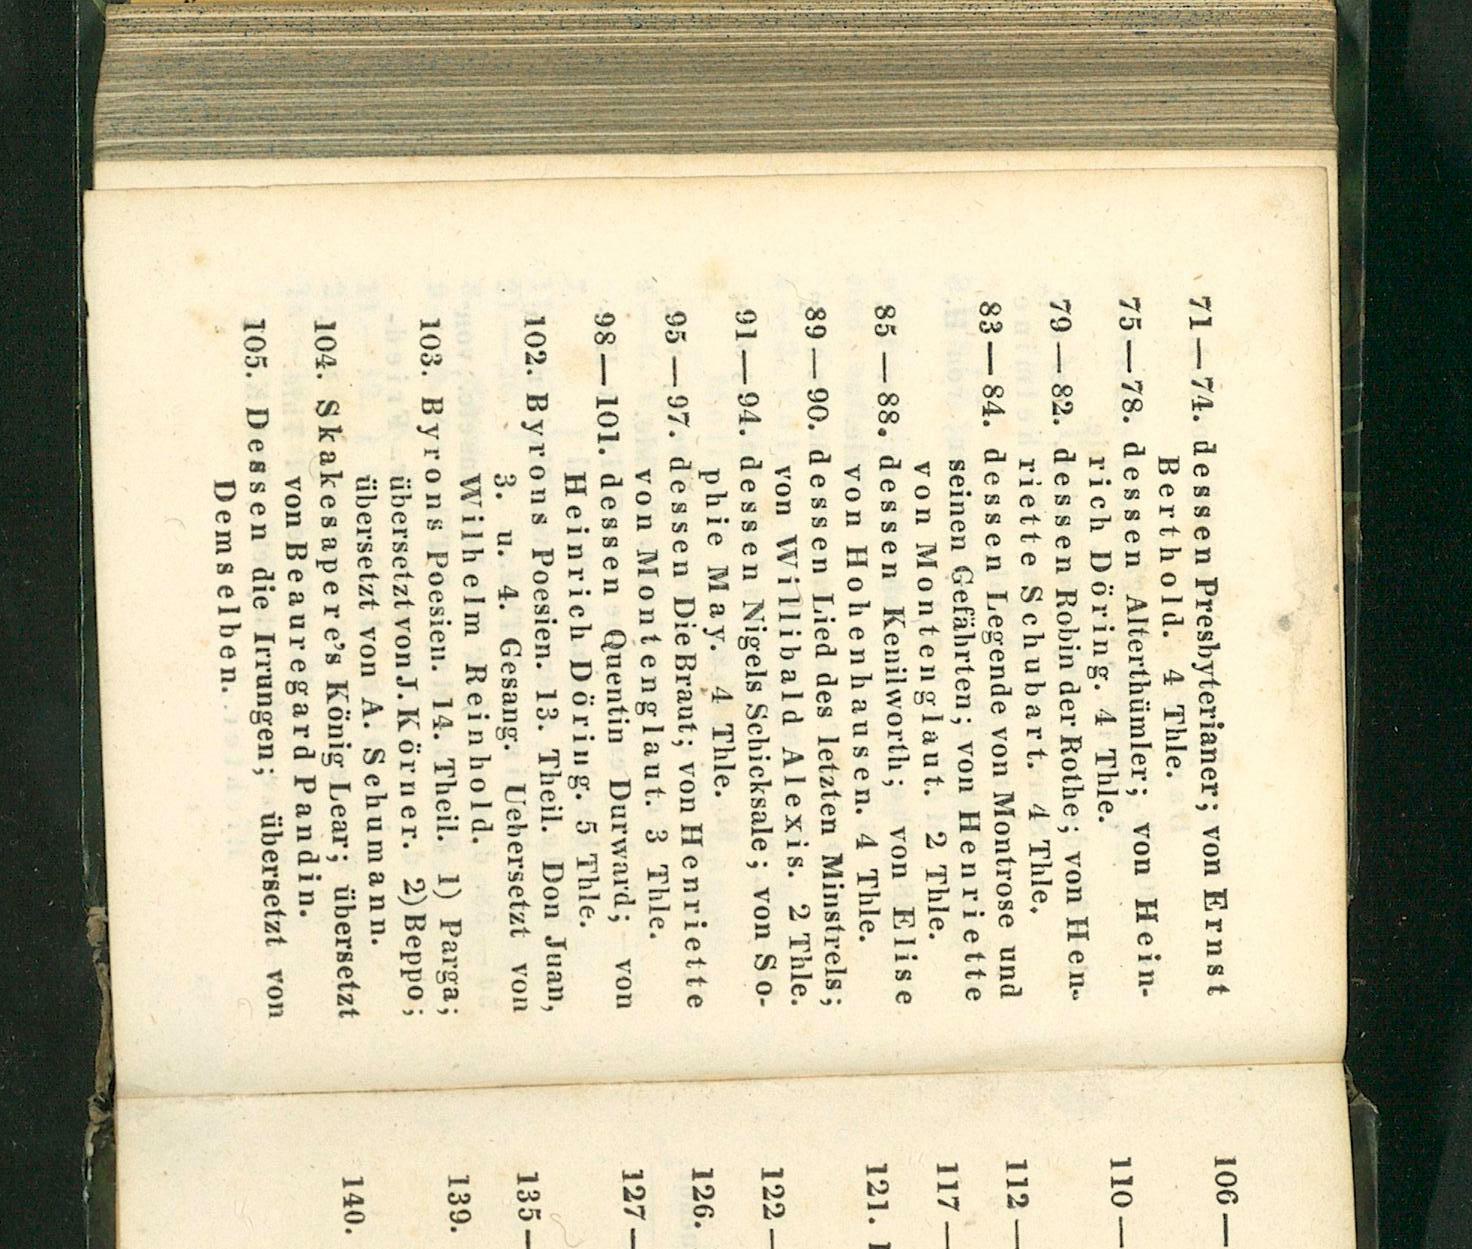 71—74. dessen Presbyterianer; von Ernst
Berthold. 4 Thle.
75—78. dessen Alterthümler; von Hein-
rich Döring. 4 Thle.
79—82. dessen Robin der Rothe; von Hen-
riette Schubart. 4 Thle.
83—84. dessen Legende von Montrose und
seinen Gefährten; von Henriette
von Montenglaut. 2 Thle.
85—88. dessen Kenilworth; von Elise
von Hohenhausen. 4 Thle.
89—90. dessen Lied des letzten Minstrels;
von Willibald Alexis. 2 Thle.
91—94. dessen Nigels Schicksale; von So-
phie May. 4 Thle.
95—97. dessen Die Braut; von Henriette
von Montenglaut. 3 Thle.
98—101. dessen Quentin Durward; von
Heinrich Döring. 5 Thle.
102. Byrons Poesien. 13. Theil. Don Juan,
3. u. 4. Gesang. Uebersetzt von
Wilhelm Reinhold.
103. Byrons Poesien. 14. Theil. 1) Parga;
übersetzt von J. Körner. 2) Beppo;
übersetzt von A. Schumann.
104. Skakesapere's König Lear; übersetzt
von Beauregard Pandin.
105. Dessen die Irrungen; übersetzt von
Demselben.
106—
110—
112—
117—
121.
122—
126.
127—
135—
139.
140.